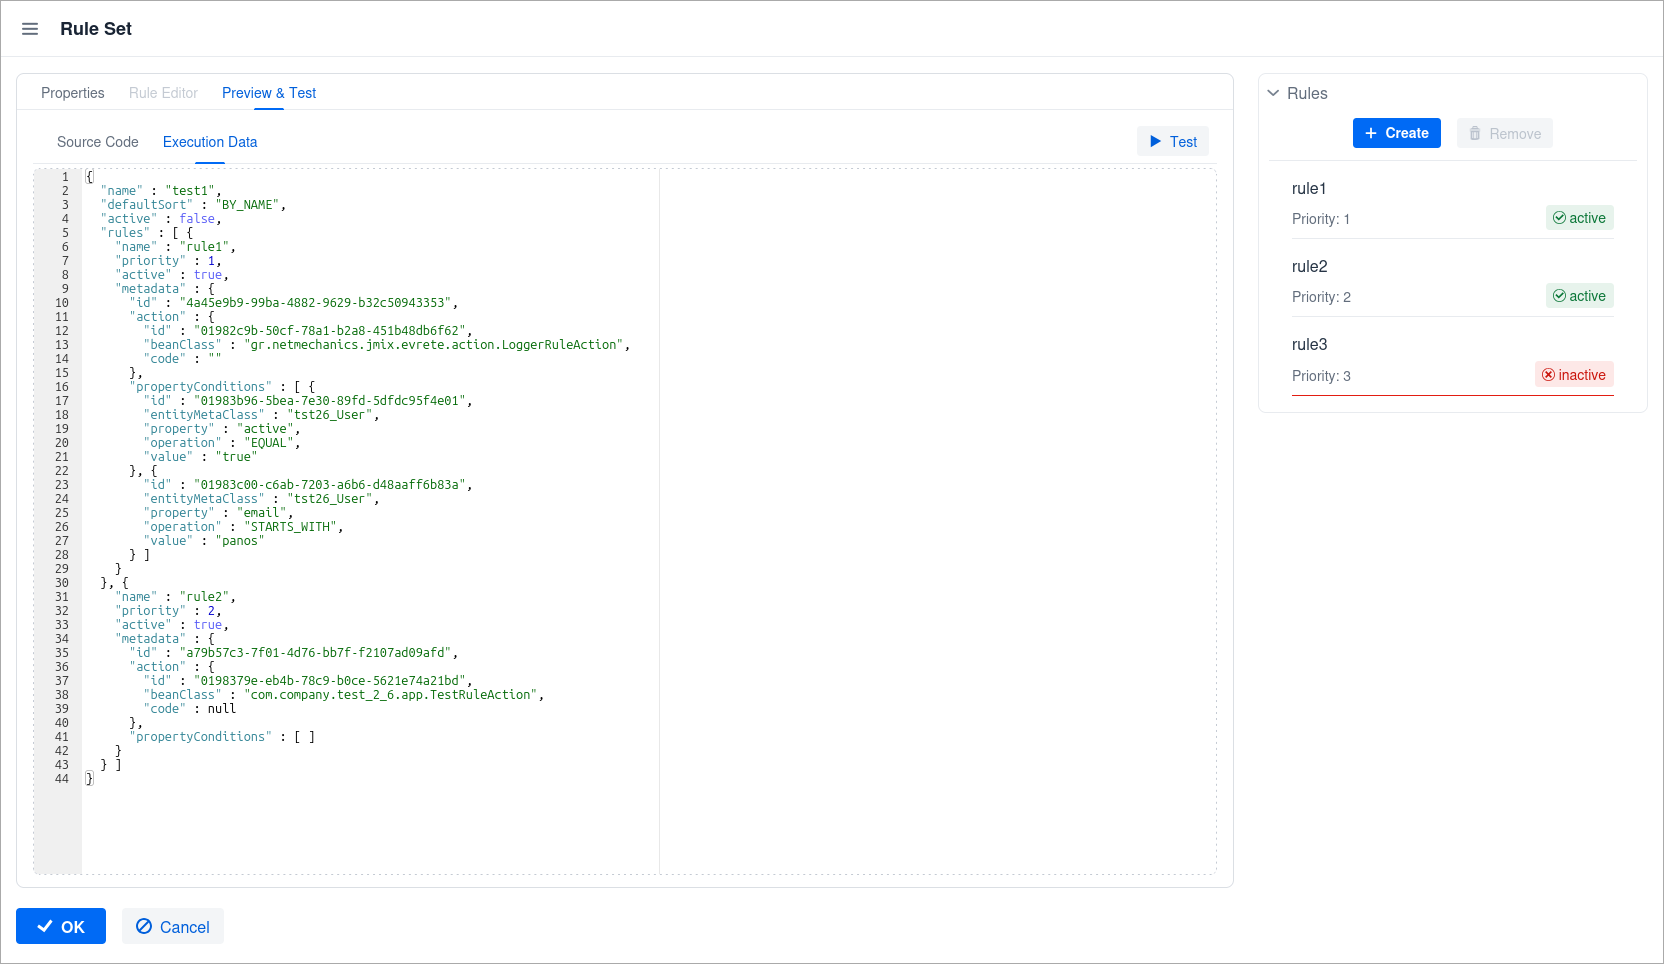 Rule Set
Properties Rule Editor Preview & Test
Source Code Execution Data Test
1 {
2   "name" : "test1",
3   "defaultSort" : "BY_NAME",
4   "active" : false,
5   "rules" : [ {
6     "name" : "rule1",
7     "priority" : 1,
8     "active" : true,
9     "metadata" : {
10       "id" : "4a45e9b9-99ba-4882-9629-b32c50943353",
11       "action" : {
12         "id" : "01982c9b-50cf-78a1-b2a8-451b48db6f62",
13         "beanClass" : "gr.netmechanics.jmix.evrete.action.LoggerRuleAction",
14         "code" : ""
15       },
16       "propertyConditions" : [ {
17         "id" : "01983b96-5bea-7e30-89fd-5dfdc95f4e01",
18         "entityMetaClass" : "tst26_User",
19         "property" : "active",
20         "operation" : "EQUAL",
21         "value" : "true"
22       }, {
23         "id" : "01983c00-c6ab-7203-a6b6-d48aaff6b83a",
24         "entityMetaClass" : "tst26_User",
25         "property" : "email",
26         "operation" : "STARTS_WITH",
27         "value" : "panos"
28       } ]
29     }
30   }, {
31     "name" : "rule2",
32     "priority" : 2,
33     "active" : true,
34     "metadata" : {
35       "id" : "a79b57c3-7f01-4d76-bb7f-f2107ad09afd",
36       "action" : {
37         "id" : "0198379e-eb4b-78c9-b0ce-5621e74a21bd",
38         "beanClass" : "com.company.test_2_6.app.TestRuleAction",
39         "code" : null
40       },
41       "propertyConditions" : [ ]
42     }
43   } ]
44 }
OK Cancel
Rules
Create Remove
rule1
Priority: 1 active
rule2
Priority: 2 active
rule3
Priority: 3 inactive